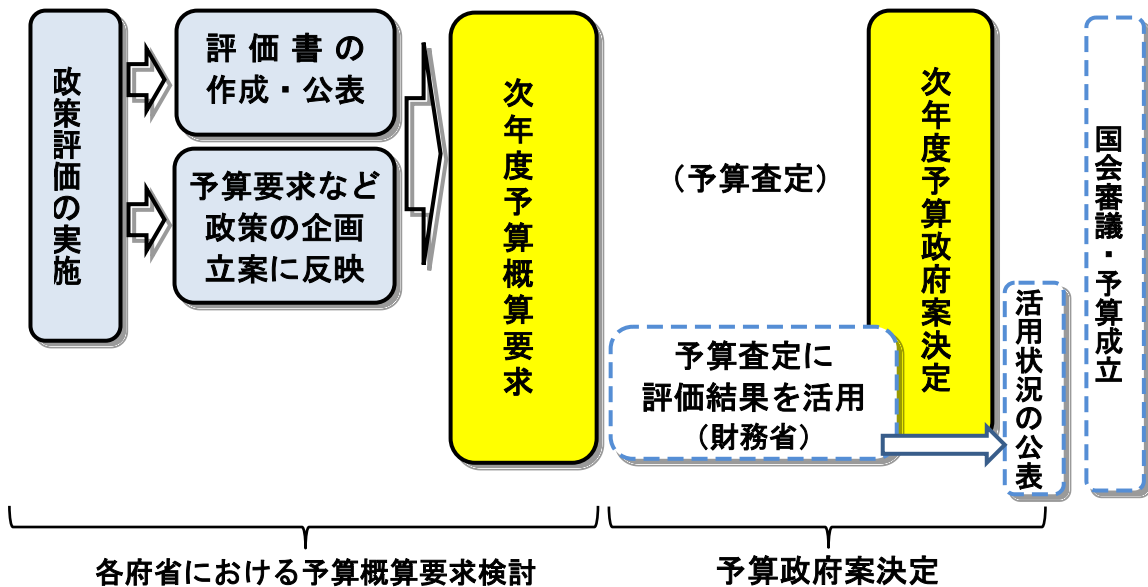 政策評価の実施
評価書の
作成・公表
予算要求など
政策の企画
立案に反映
次年度予算概算要求
（予算査定）
予算査定に
評価結果を活用
（財務省）
次年度予算政府案決定
活用状況の公表
国会審議・予算成立
各府省における予算概算要求検討
予算政府案決定